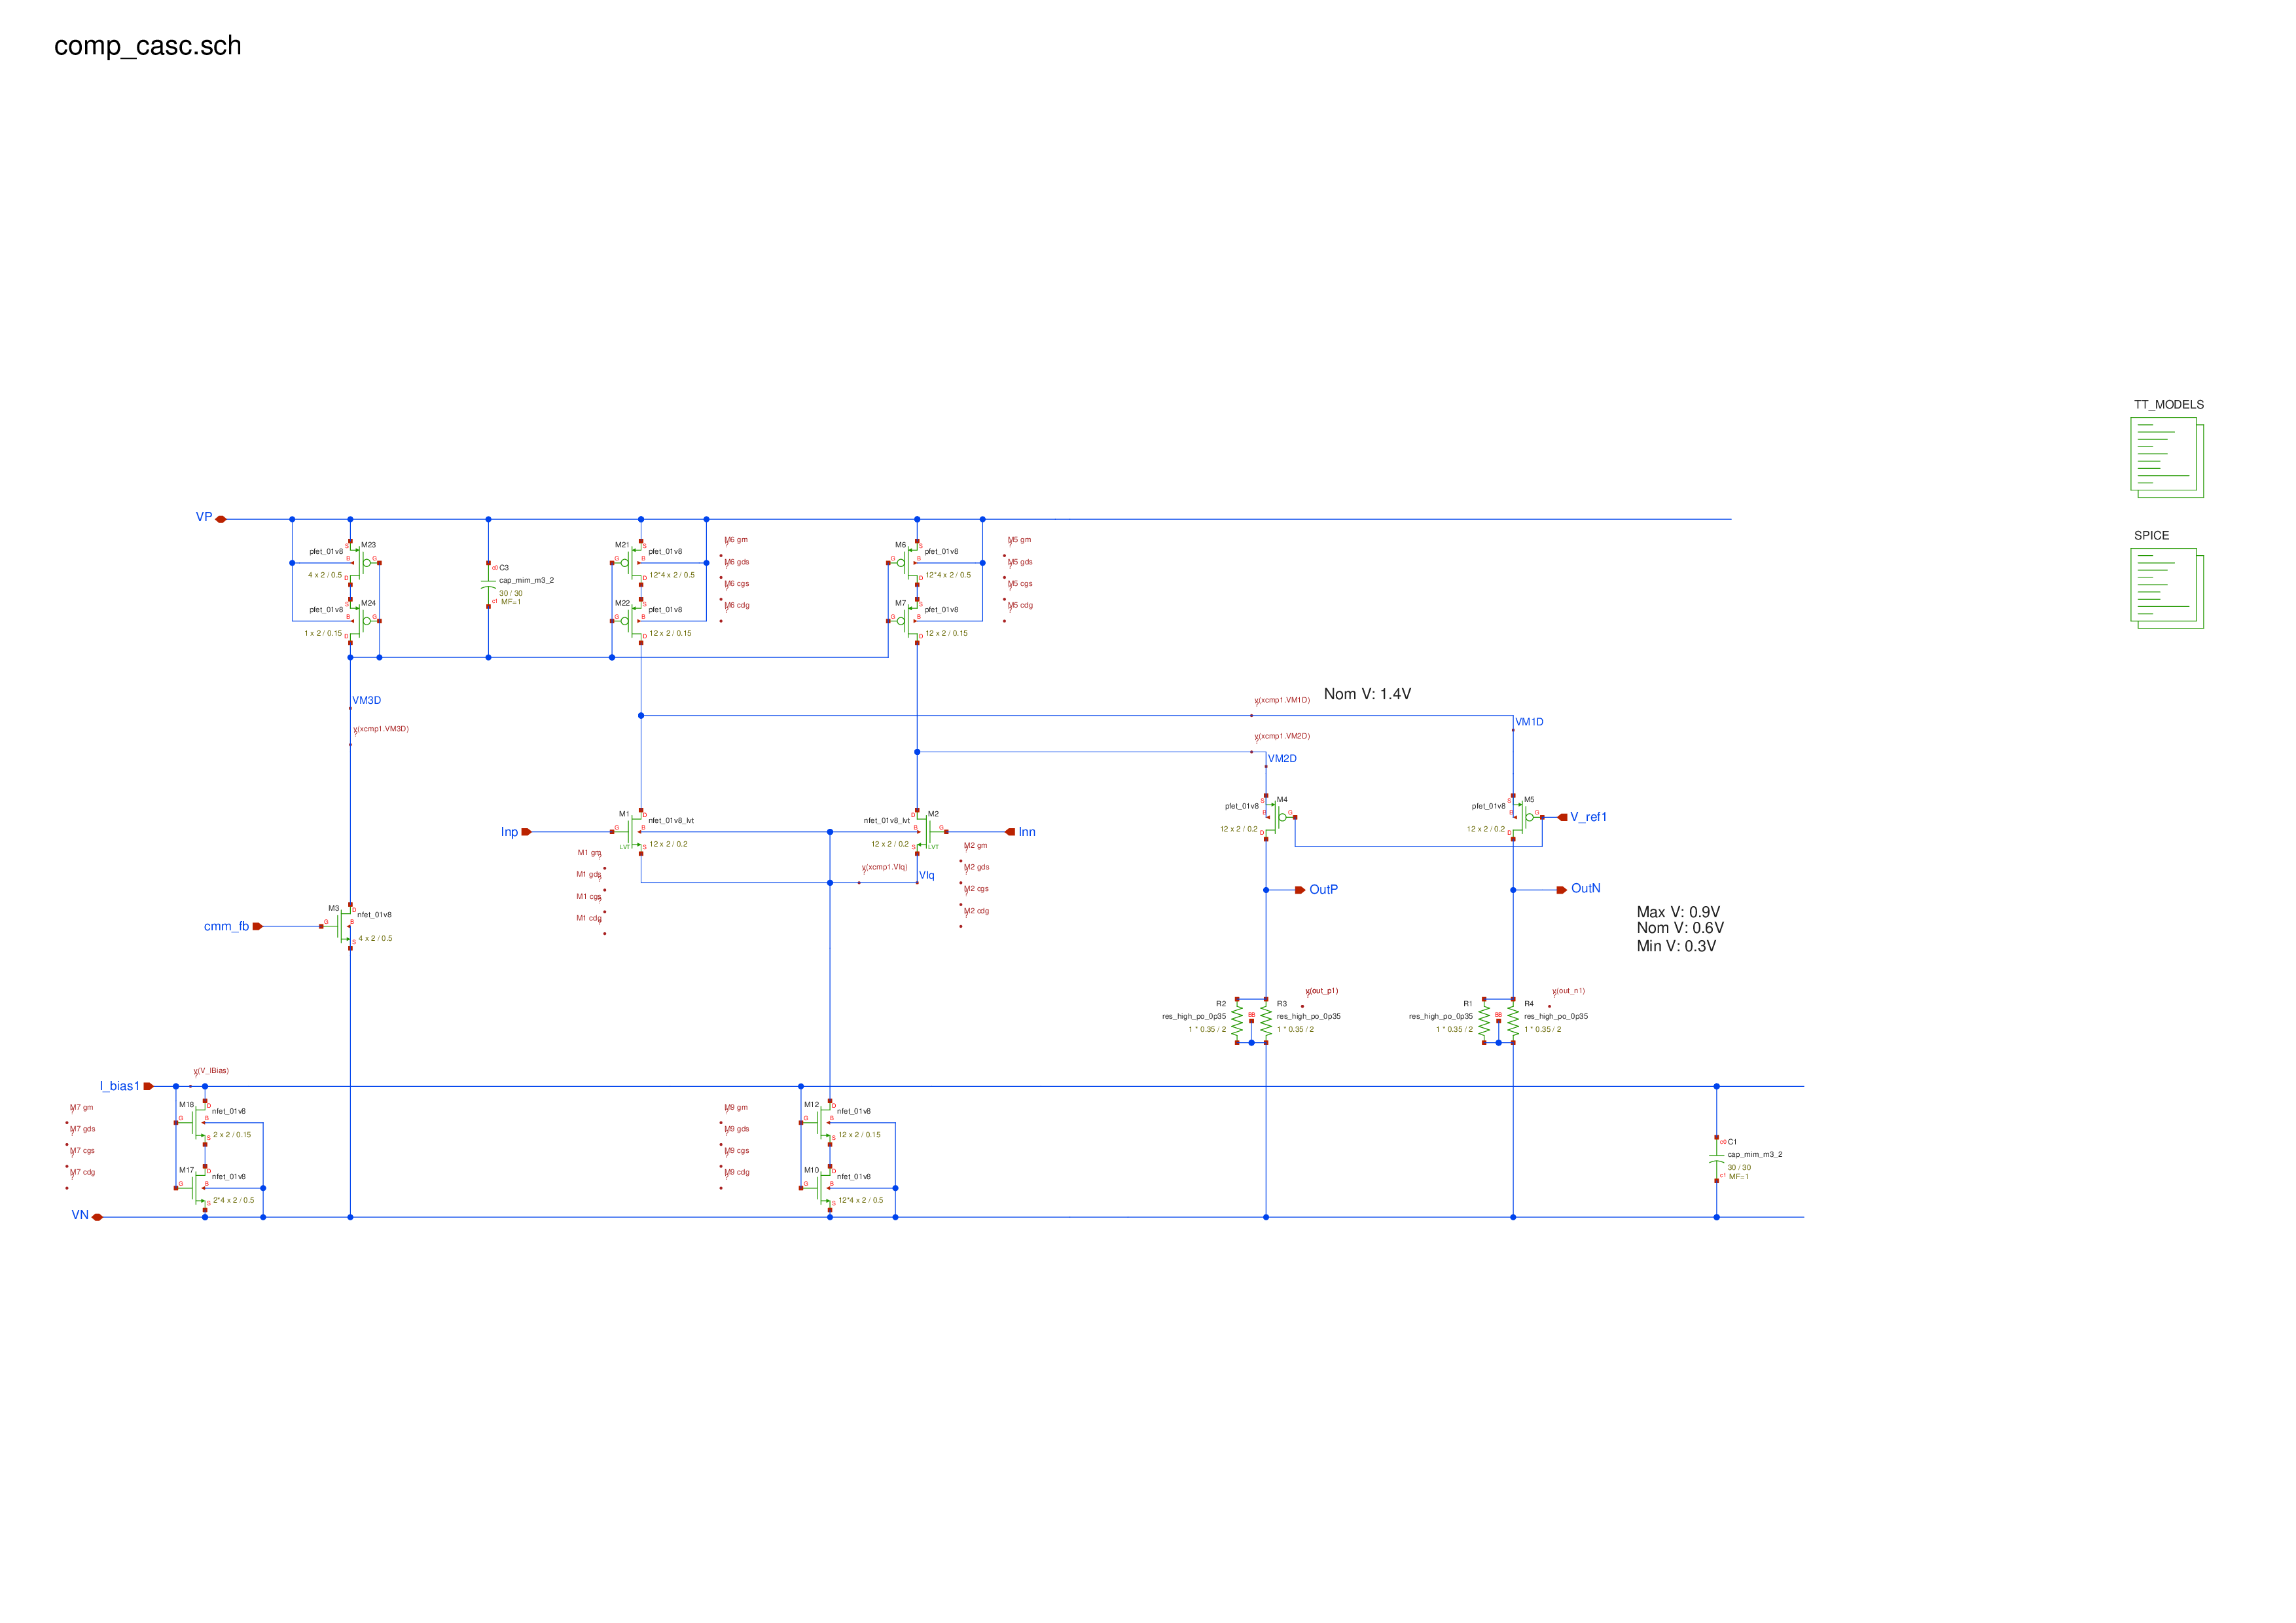 comp_casc.sch
TT_MODELS
SPICE
VP
M23
pfet_01v8
4 x 2 / 0.5
S
B
G
D
M24
pfet_01v8
1 x 2 / 0.15
S
B
G
D
c0 C3
cap_mim_m3_2
30 / 30
c1 MF=1
M21
pfet_01v8
12*4 x 2 / 0.5
S
G
B
D
M22
pfet_01v8
12 x 2 / 0.15
S
G
B
D
M6 gm
M6 gds
M6 cgs
M6 cdg
M6
pfet_01v8
12*4 x 2 / 0.5
S
G
B
D
M7
pfet_01v8
12 x 2 / 0.15
S
G
B
D
M5 gm
M5 gds
M5 cgs
M5 cdg
VM3D
y(xcmp1.VM3D)
y(xcmp1.VM1D)
Nom V: 1.4V
VM1D
y(xcmp1.VM2D)
VM2D
Inp
M1
nfet_01v8_lvt
12 x 2 / 0.2
D
G
B
LVT
S
M1 gm
M1 gds
M1 cgs
M1 cdg
M2
nfet_01v8_lvt
12 x 2 / 0.2
D
B
G
S
LVT
Inn
M2 gm
M2 gds
M2 cgs
M2 cdg
y(xcmp1.VIq)
VIq
M4
pfet_01v8
12 x 2 / 0.2
S
B
G
D
M5
pfet_01v8
12 x 2 / 0.2
S
B
G
D
V_ref1
OutP
OutN
Max V: 0.9V
Nom V: 0.6V
Min V: 0.3V
cmm_fb
M3
nfet_01v8
4 x 2 / 0.5
D
G
B
S
R2
res_high_po_0p35
1 * 0.35 / 2
BB
R3
res_high_po_0p35
1 * 0.35 / 2
y(out_p1)
R1
res_high_po_0p35
1 * 0.35 / 2
BB
R4
res_high_po_0p35
1 * 0.35 / 2
y(out_n1)
I_bias1
y(V_IBias)
M7 gm
M7 gds
M7 cgs
M7 cdg
M18
nfet_01v8
2 x 2 / 0.15
D
G
B
S
M17
nfet_01v8
2*4 x 2 / 0.5
D
G
B
S
M9 gm
M9 gds
M9 cgs
M9 cdg
M12
nfet_01v8
12 x 2 / 0.15
D
G
B
S
M10
nfet_01v8
12*4 x 2 / 0.5
D
G
B
S
c0 C1
cap_mim_m3_2
30 / 30
c1 MF=1
VN